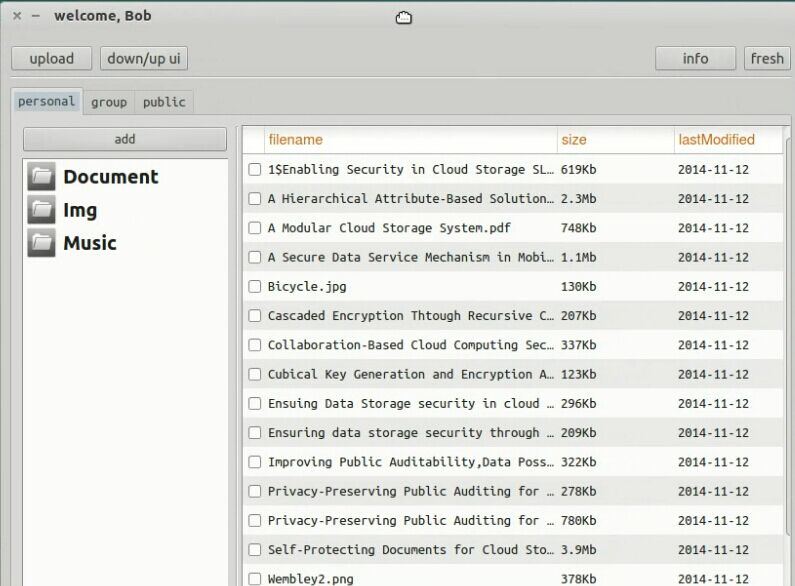 welcome, Bob
upload down/up ui info fresh
personal group public
add
Document
Img
Music
filename size lastModified
1$Enabling Security in Cloud Storage SL… 619Kb 2014-11-12
A Hierarchical Attribute-Based Solution… 2.3Mb 2014-11-12
A Modular Cloud Storage System.pdf 748Kb 2014-11-12
A Secure Data Service Mechanism in Mobi… 1.1Mb 2014-11-12
Bicycle.jpg 130Kb 2014-11-12
Cascaded Encryption Thtough Recursive C… 207Kb 2014-11-12
Collaboration-Based Cloud Computing Sec… 337Kb 2014-11-12
Cubical Key Generation and Encryption A… 123Kb 2014-11-12
Ensuing Data Storage security in cloud … 296Kb 2014-11-12
Ensuring data storage security through … 209Kb 2014-11-12
Improving Public Auditability,Data Poss… 322Kb 2014-11-12
Privacy-Preserving Public Auditing for … 278Kb 2014-11-12
Privacy-Preserving Public Auditing for … 780Kb 2014-11-12
Self-Protecting Documents for Cloud Sto… 3.9Mb 2014-11-12
Wembley2.png 378Kb 2014-11-12